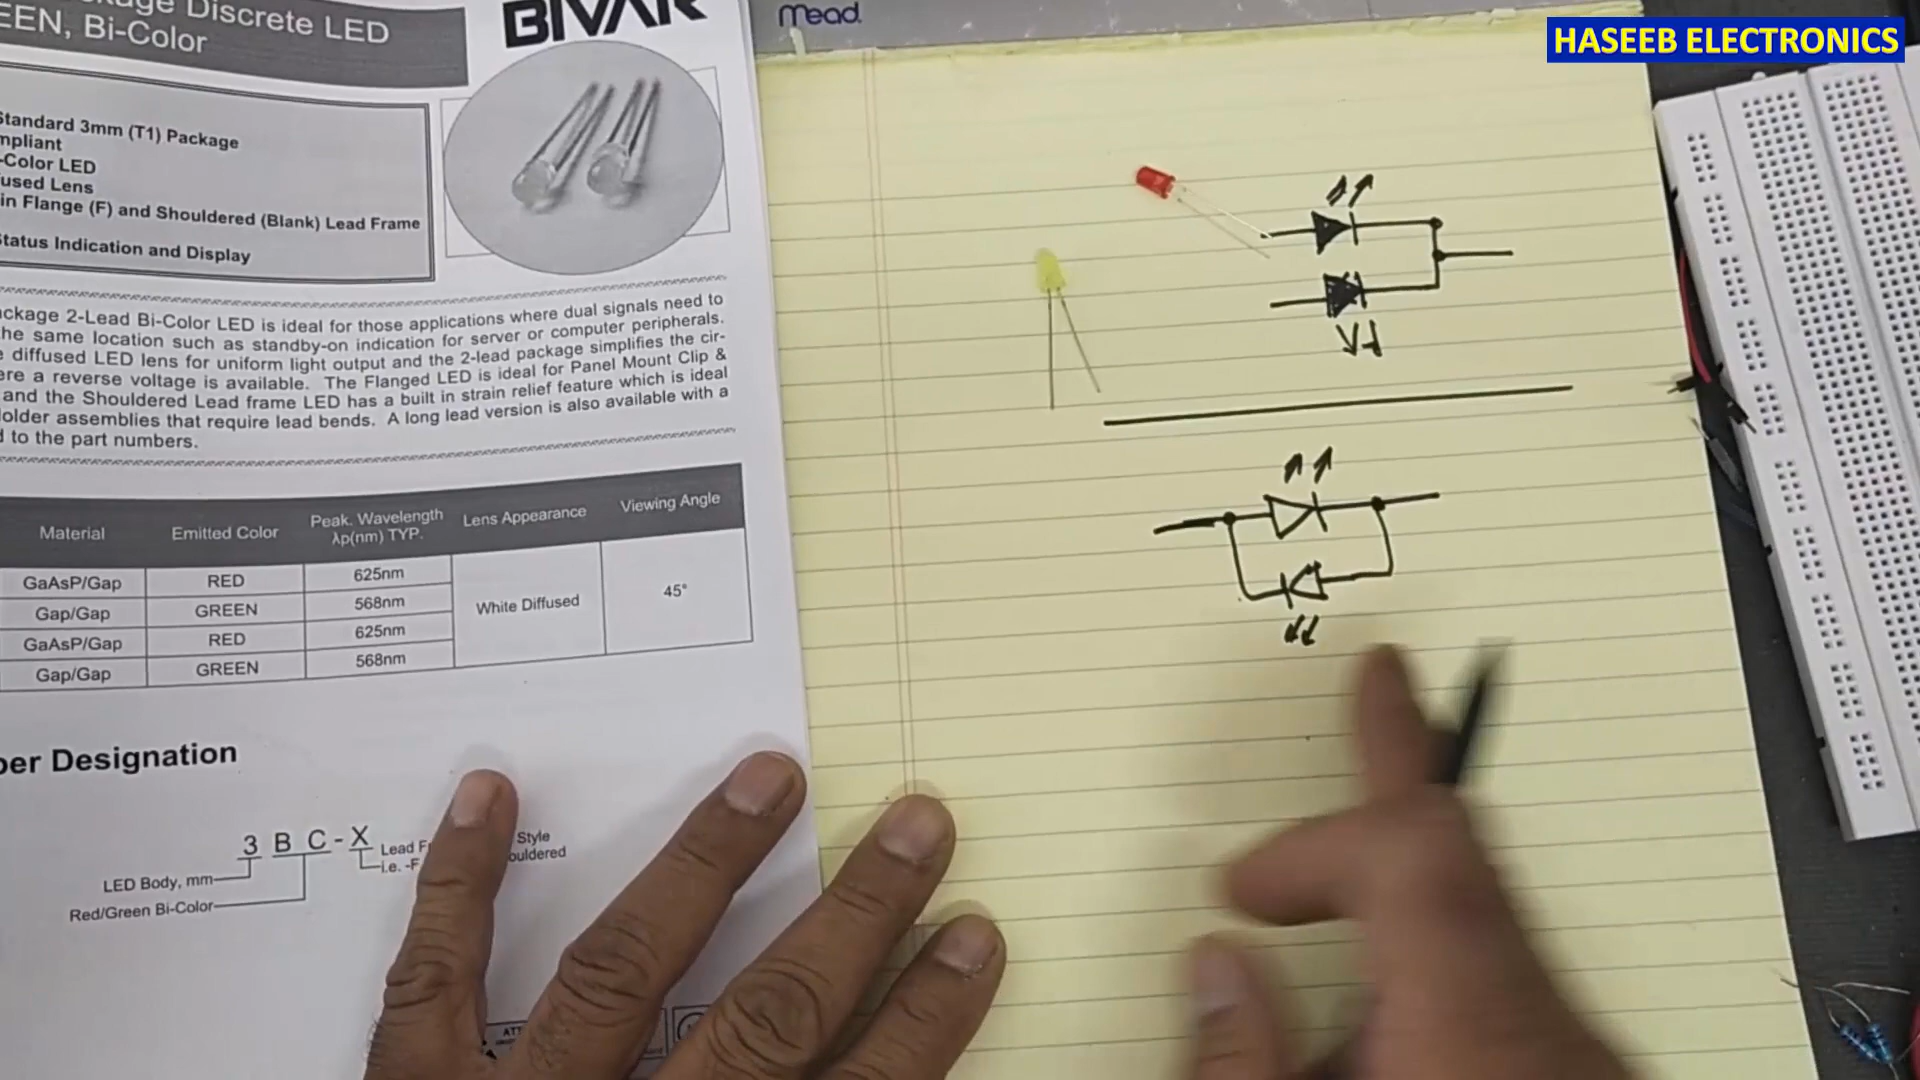 Discrete LED
Bi-Color
BIVAR
Mead
HASEEB ELECTRONICS
Standard 3mm (T1) Package
mpliant
-Color LED
used Lens
in Flange (F) and Shouldered (Blank) Lead Frame
Status Indication and Display
ackage 2-Lead Bi-Color LED is ideal for those applications where dual signals need to
the same location such as standby-on indication for server or computer peripherals.
e diffused LED lens for uniform light output and the 2-lead package simplifies the cir-
ere a reverse voltage is available. The Flanged LED is ideal for Panel Mount Clip &
and the Shouldered Lead frame LED has a built in strain relief feature which is ideal
older assemblies that require lead bends. A long lead version is also available with a
d to the part numbers.
Material Emitted Color Peak. Wavelength λp(nm) TYP. Lens Appearance Viewing Angle
GaAsP/Gap RED 625nm
Gap/Gap GREEN 568nm White Diffused 45°
GaAsP/Gap RED 625nm
Gap/Gap GREEN 568nm
ber Designation
3 B C - X
Lead F Style
i.e. -F ouldered
LED Body, mm
Red/Green Bi-Color
ATT